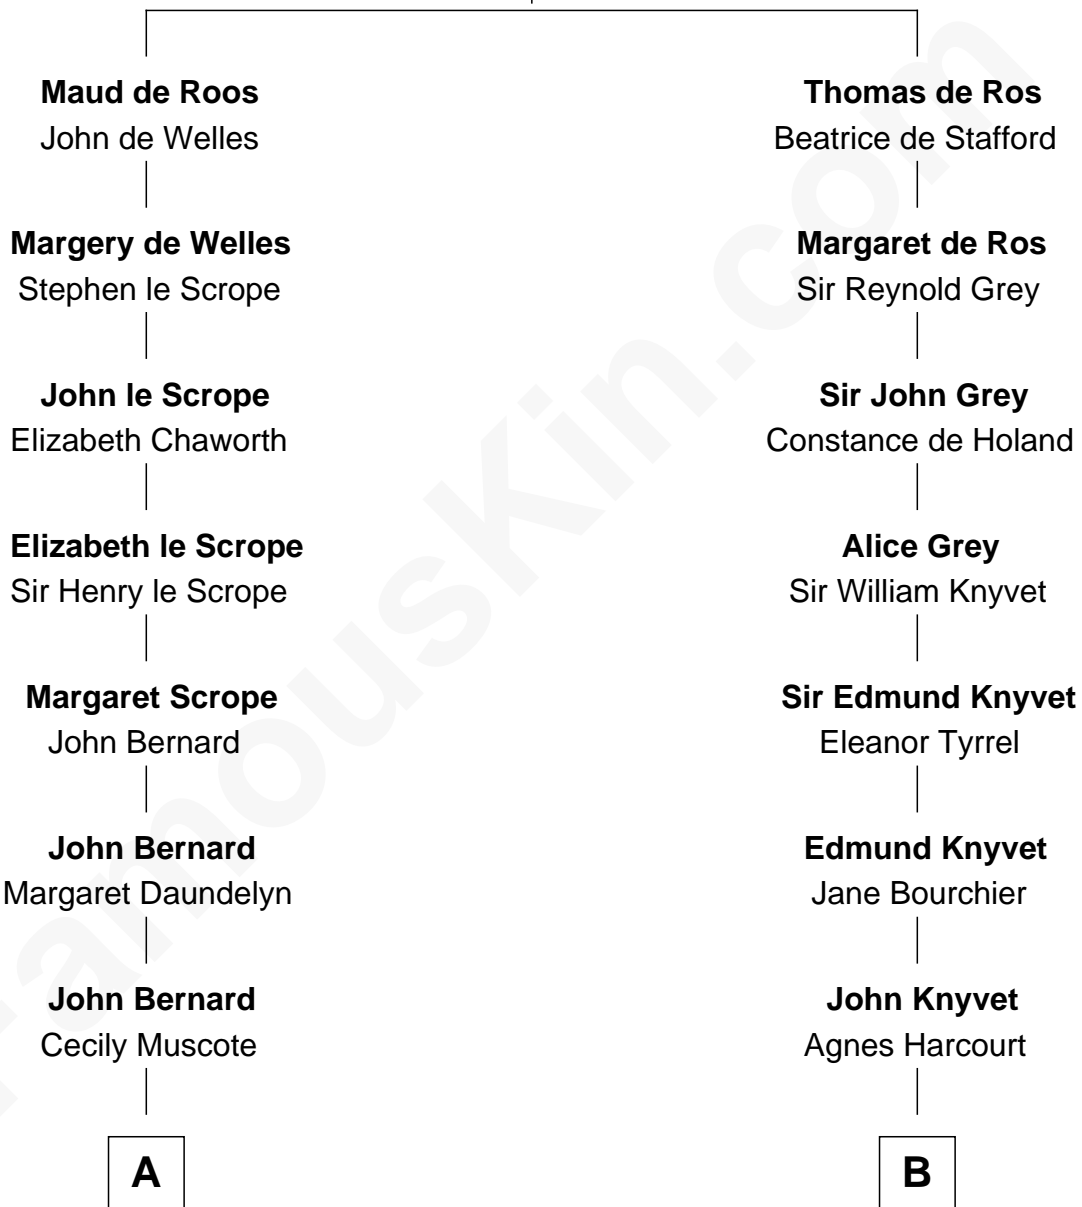 Maud de Roos
John de Welles
Thomas de Ros
Beatrice de Stafford
Margery de Welles
Stephen le Scrope
Margaret de Ros
Sir Reynold Grey
John le Scrope
Elizabeth Chaworth
Sir John Grey
Constance de Holand
Elizabeth le Scrope
Sir Henry le Scrope
Alice Grey
Sir William Knyvet
Margaret Scrope
John Bernard
Sir Edmund Knyvet
Eleanor Tyrrel
John Bernard
Margaret Daundelyn
Edmund Knyvet
Jane Bourchier
John Bernard
Cecily Muscote
John Knyvet
Agnes Harcourt
A
B
FamousKin.com